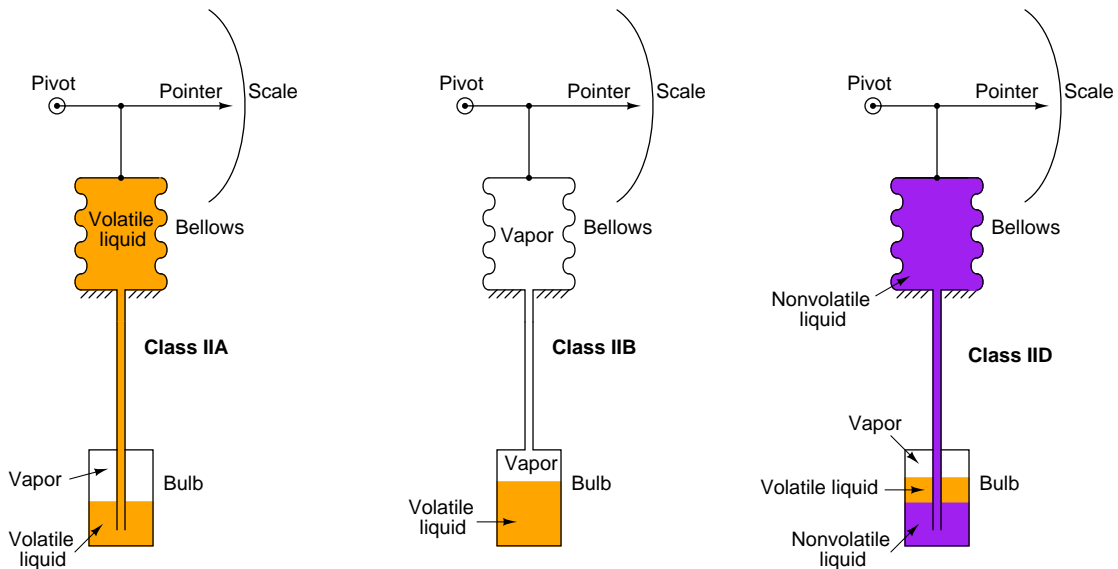 Pivot
Pointer
Scale
Volatile
liquid
Bellows
Class IIA
Vapor
Bulb
Volatile
liquid
Pivot
Pointer
Scale
Vapor
Bellows
Class IIB
Vapor
Bulb
Volatile
liquid
Pivot
Pointer
Scale
Bellows
Nonvolatile
liquid
Class IID
Vapor
Volatile liquid
Bulb
Nonvolatile
liquid